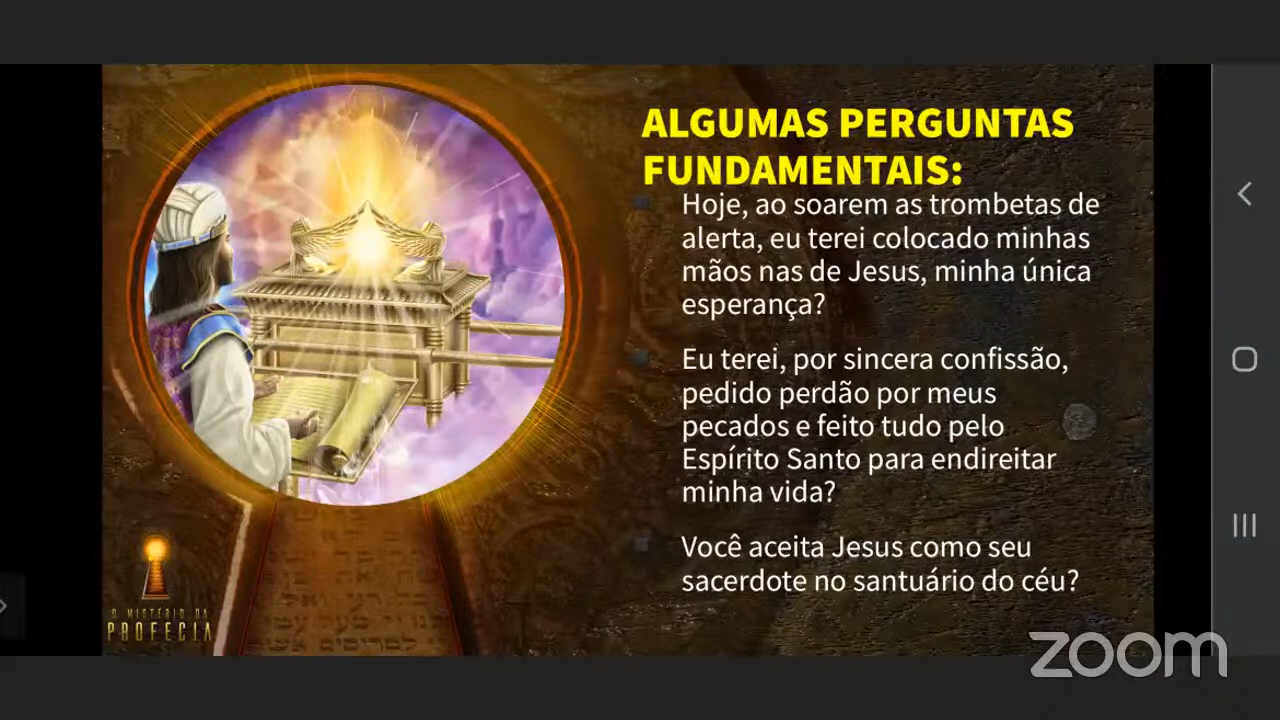 ALGUMAS PERGUNTAS
FUNDAMENTAIS:
Hoje, ao soarem as trombetas de
alerta, eu terei colocado minhas
mãos nas de Jesus, minha única
esperança?
Eu terei, por sincera confissão,
pedido perdão por meus
pecados e feito tudo pelo
Espírito Santo para endireitar
minha vida?
Você aceita Jesus como seu
sacerdote no santuário do céu?
O MISTÉRIO DA
PROFECIA
zoom